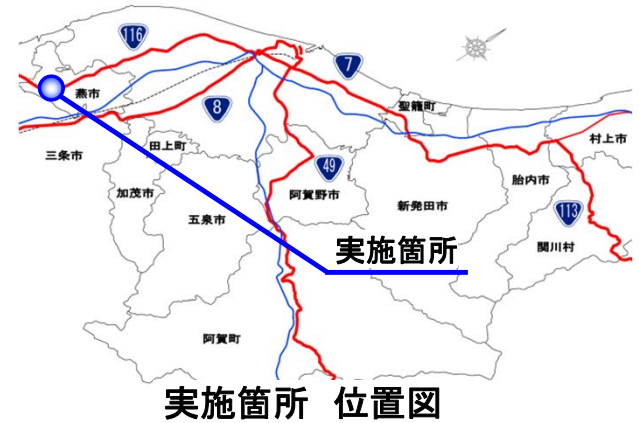 116
7
燕市
8
聖籠町
三条市
田上町
村上市
49
加茂市
阿賀野市
胎内市
五泉市
新発田市
113
関川村
実施箇所
阿賀町
実施箇所 位置図